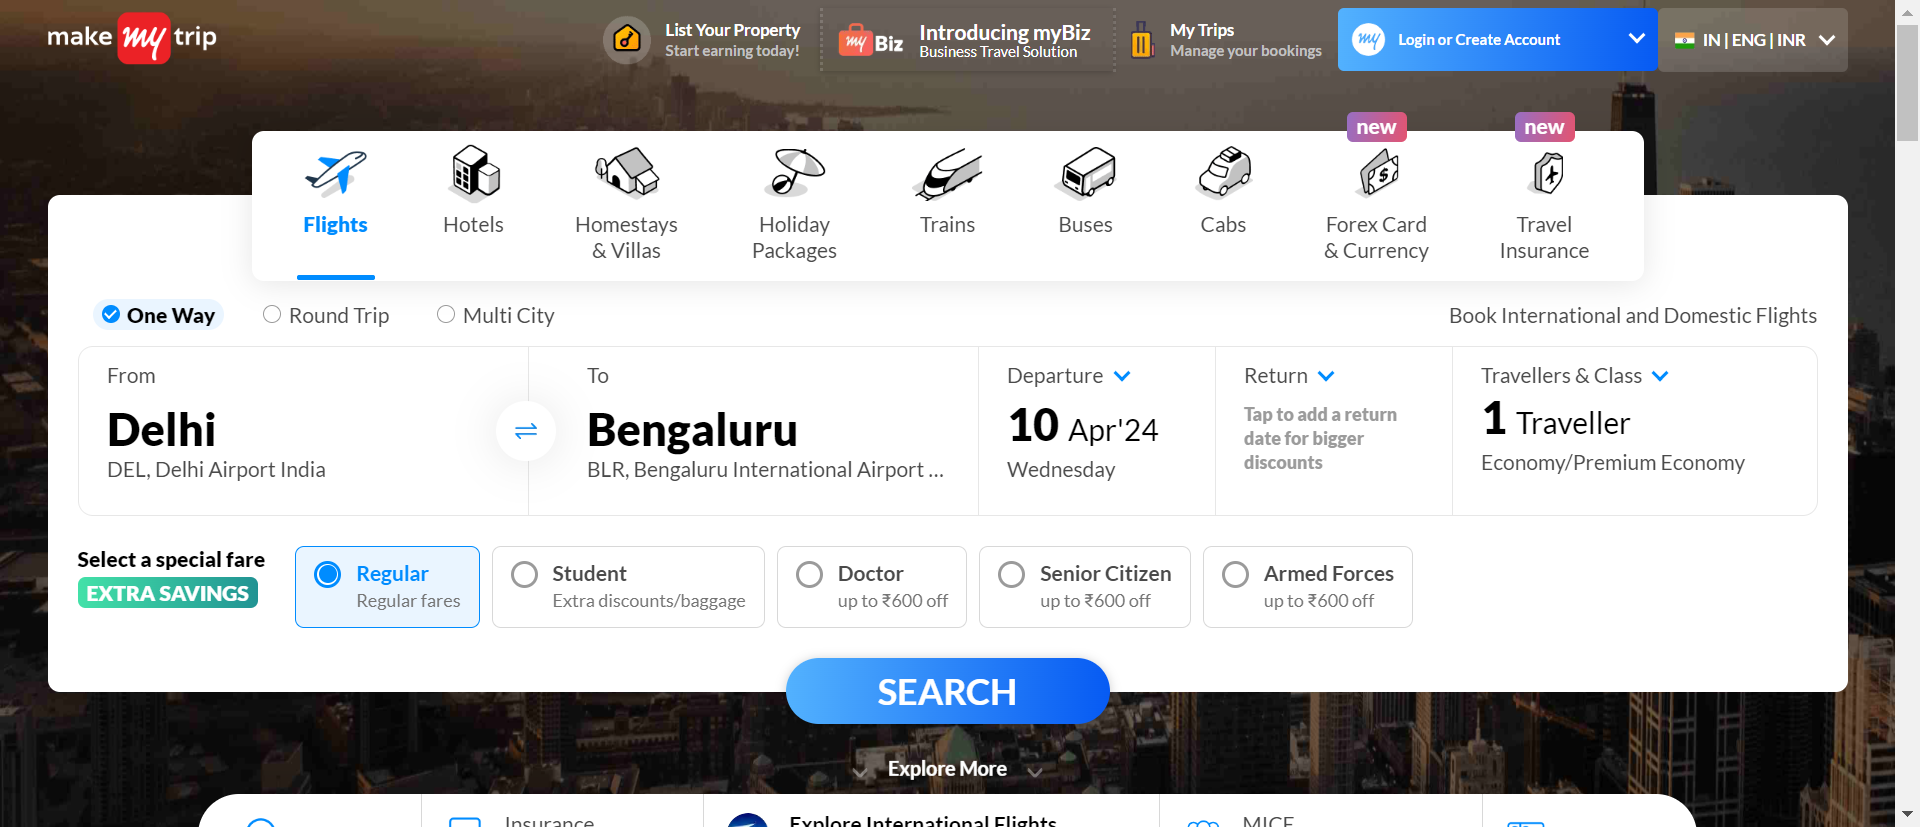 make my trip
List Your Property
Start earning today!
my Biz
Introducing myBiz
Business Travel Solution
My Trips
Manage your bookings
my
Login or Create Account
IN | ENG | INR
new
new
Flights
Hotels
Homestays
& Villas
Holiday
Packages
Trains
Buses
Cabs
Forex Card
& Currency
Travel
Insurance
One Way
Round Trip
Multi City
Book International and Domestic Flights
From
Delhi
DEL, Delhi Airport India
To
Bengaluru
BLR, Bengaluru International Airport ...
Departure
10 Apr'24
Wednesday
Return
Tap to add a return
date for bigger
discounts
Travellers & Class
1 Traveller
Economy/Premium Economy
Select a special fare
EXTRA SAVINGS
Regular
Regular fares
Student
Extra discounts/baggage
Doctor
up to ₹600 off
Senior Citizen
up to ₹600 off
Armed Forces
up to ₹600 off
SEARCH
Explore More
Insurance
Explore International Flights
MICE